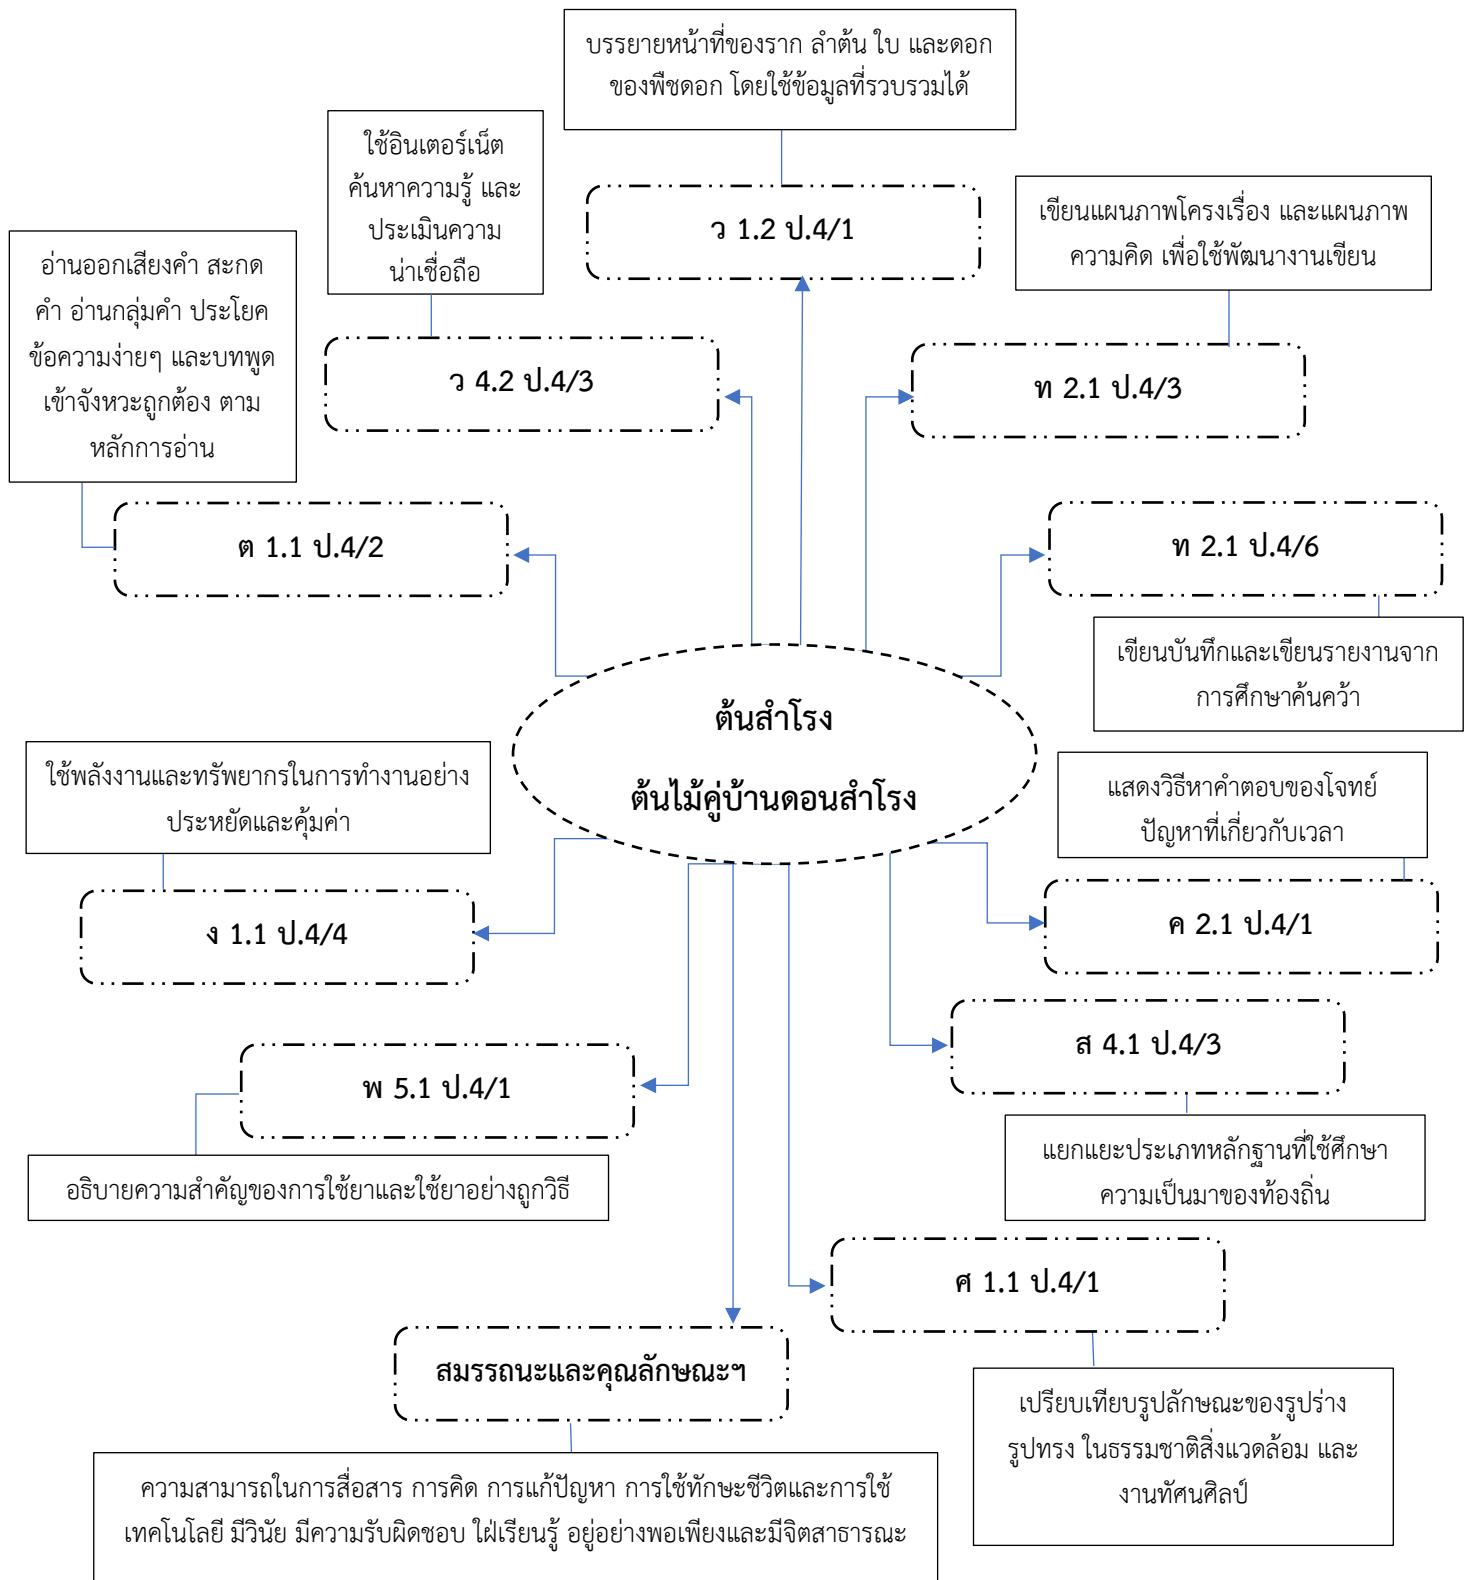 บรรยายหน้าที่ของราก ลำต้น ใบ และดอก
ของพืชดอก โดยใช้ข้อมูลที่รวบรวมได้
ใช้อินเตอร์เน็ต
ค้นหาความรู้ และ
ประเมินความ
น่าเชื่อถือ
ว 1.2 ป.4/1
เขียนแผนภาพโครงเรื่อง และแผนภาพ
ความคิด เพื่อใช้พัฒนางานเขียน
อ่านออกเสียงคำ สะกด
คำ อ่านกลุ่มคำ ประโยค
ข้อความง่ายๆ และบทพูด
เข้าจังหวะถูกต้อง ตาม
หลักการอ่าน
ว 4.2 ป.4/3
ท 2.1 ป.4/3
ต 1.1 ป.4/2
ท 2.1 ป.4/6
เขียนบันทึกและเขียนรายงานจาก
การศึกษาค้นคว้า
ต้นสำโรง
ต้นไม้คู่บ้านดอนสำโรง
ใช้พลังงานและทรัพยากรในการทำงานอย่าง
ประหยัดและคุ้มค่า
แสดงวิธีหาคำตอบของโจทย์
ปัญหาที่เกี่ยวกับเวลา
ง 1.1 ป.4/4
ค 2.1 ป.4/1
ส 4.1 ป.4/3
พ 5.1 ป.4/1
แยกแยะประเภทหลักฐานที่ใช้ศึกษา
ความเป็นมาของท้องถิ่น
อธิบายความสำคัญของการใช้ยาและใช้ยาอย่างถูกวิธี
ศ 1.1 ป.4/1
สมรรถนะและคุณลักษณะฯ
เปรียบเทียบรูปลักษณะของรูปร่าง
รูปทรง ในธรรมชาติสิ่งแวดล้อม และ
งานทัศนศิลป์
ความสามารถในการสื่อสาร การคิด การแก้ปัญหา การใช้ทักษะชีวิตและการใช้
เทคโนโลยี มีวินัย มีความรับผิดชอบ ใฝ่เรียนรู้ อยู่อย่างพอเพียงและมีจิตสาธารณะ